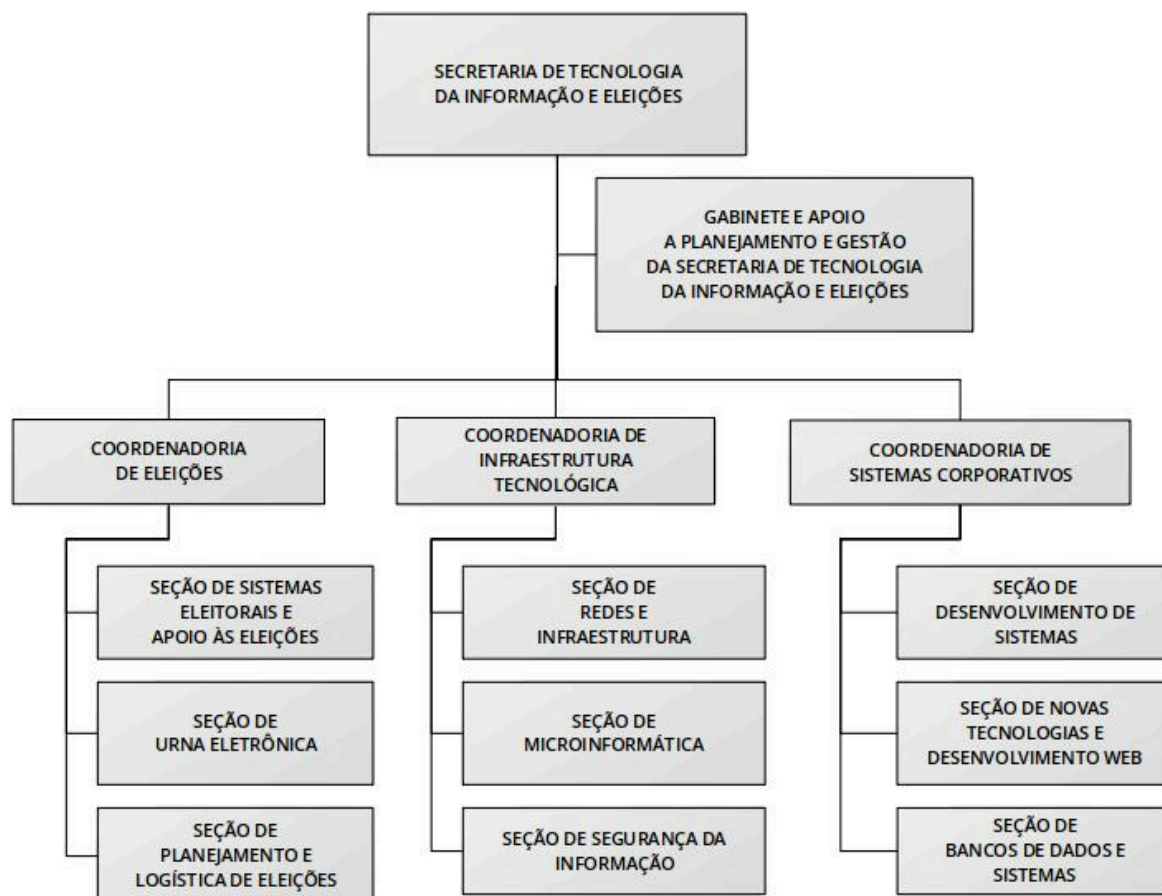 SECRETARIA DE TECNOLOGIA
DA INFORMAÇÃO E ELEIÇÕES
GABINETE E APOIO
A PLANEJAMENTO E GESTÃO
DA SECRETARIA DE TECNOLOGIA
DA INFORMAÇÃO E ELEIÇÕES
COORDENADORIA
DE ELEIÇÕES
COORDENADORIA DE
INFRAESTRUTURA
TECNOLÓGICA
COORDENADORIA DE
SISTEMAS CORPORATIVOS
SEÇÃO DE SISTEMAS
ELEITORAIS E
APOIO ÀS ELEIÇÕES
SEÇÃO DE
URNA ELETRÔNICA
SEÇÃO DE
PLANEJAMENTO E
LOGÍSTICA DE ELEIÇÕES
SEÇÃO DE
REDES E
INFRAESTRUTURA
SEÇÃO DE
MICROINFORMÁTICA
SEÇÃO DE SEGURANÇA DA
INFORMAÇÃO
SEÇÃO DE
DESENVOLVIMENTO DE
SISTEMAS
SEÇÃO DE NOVAS
TECNOLOGIAS E
DESENVOLVIMENTO WEB
SEÇÃO DE
BANCOS DE DADOS E
SISTEMAS